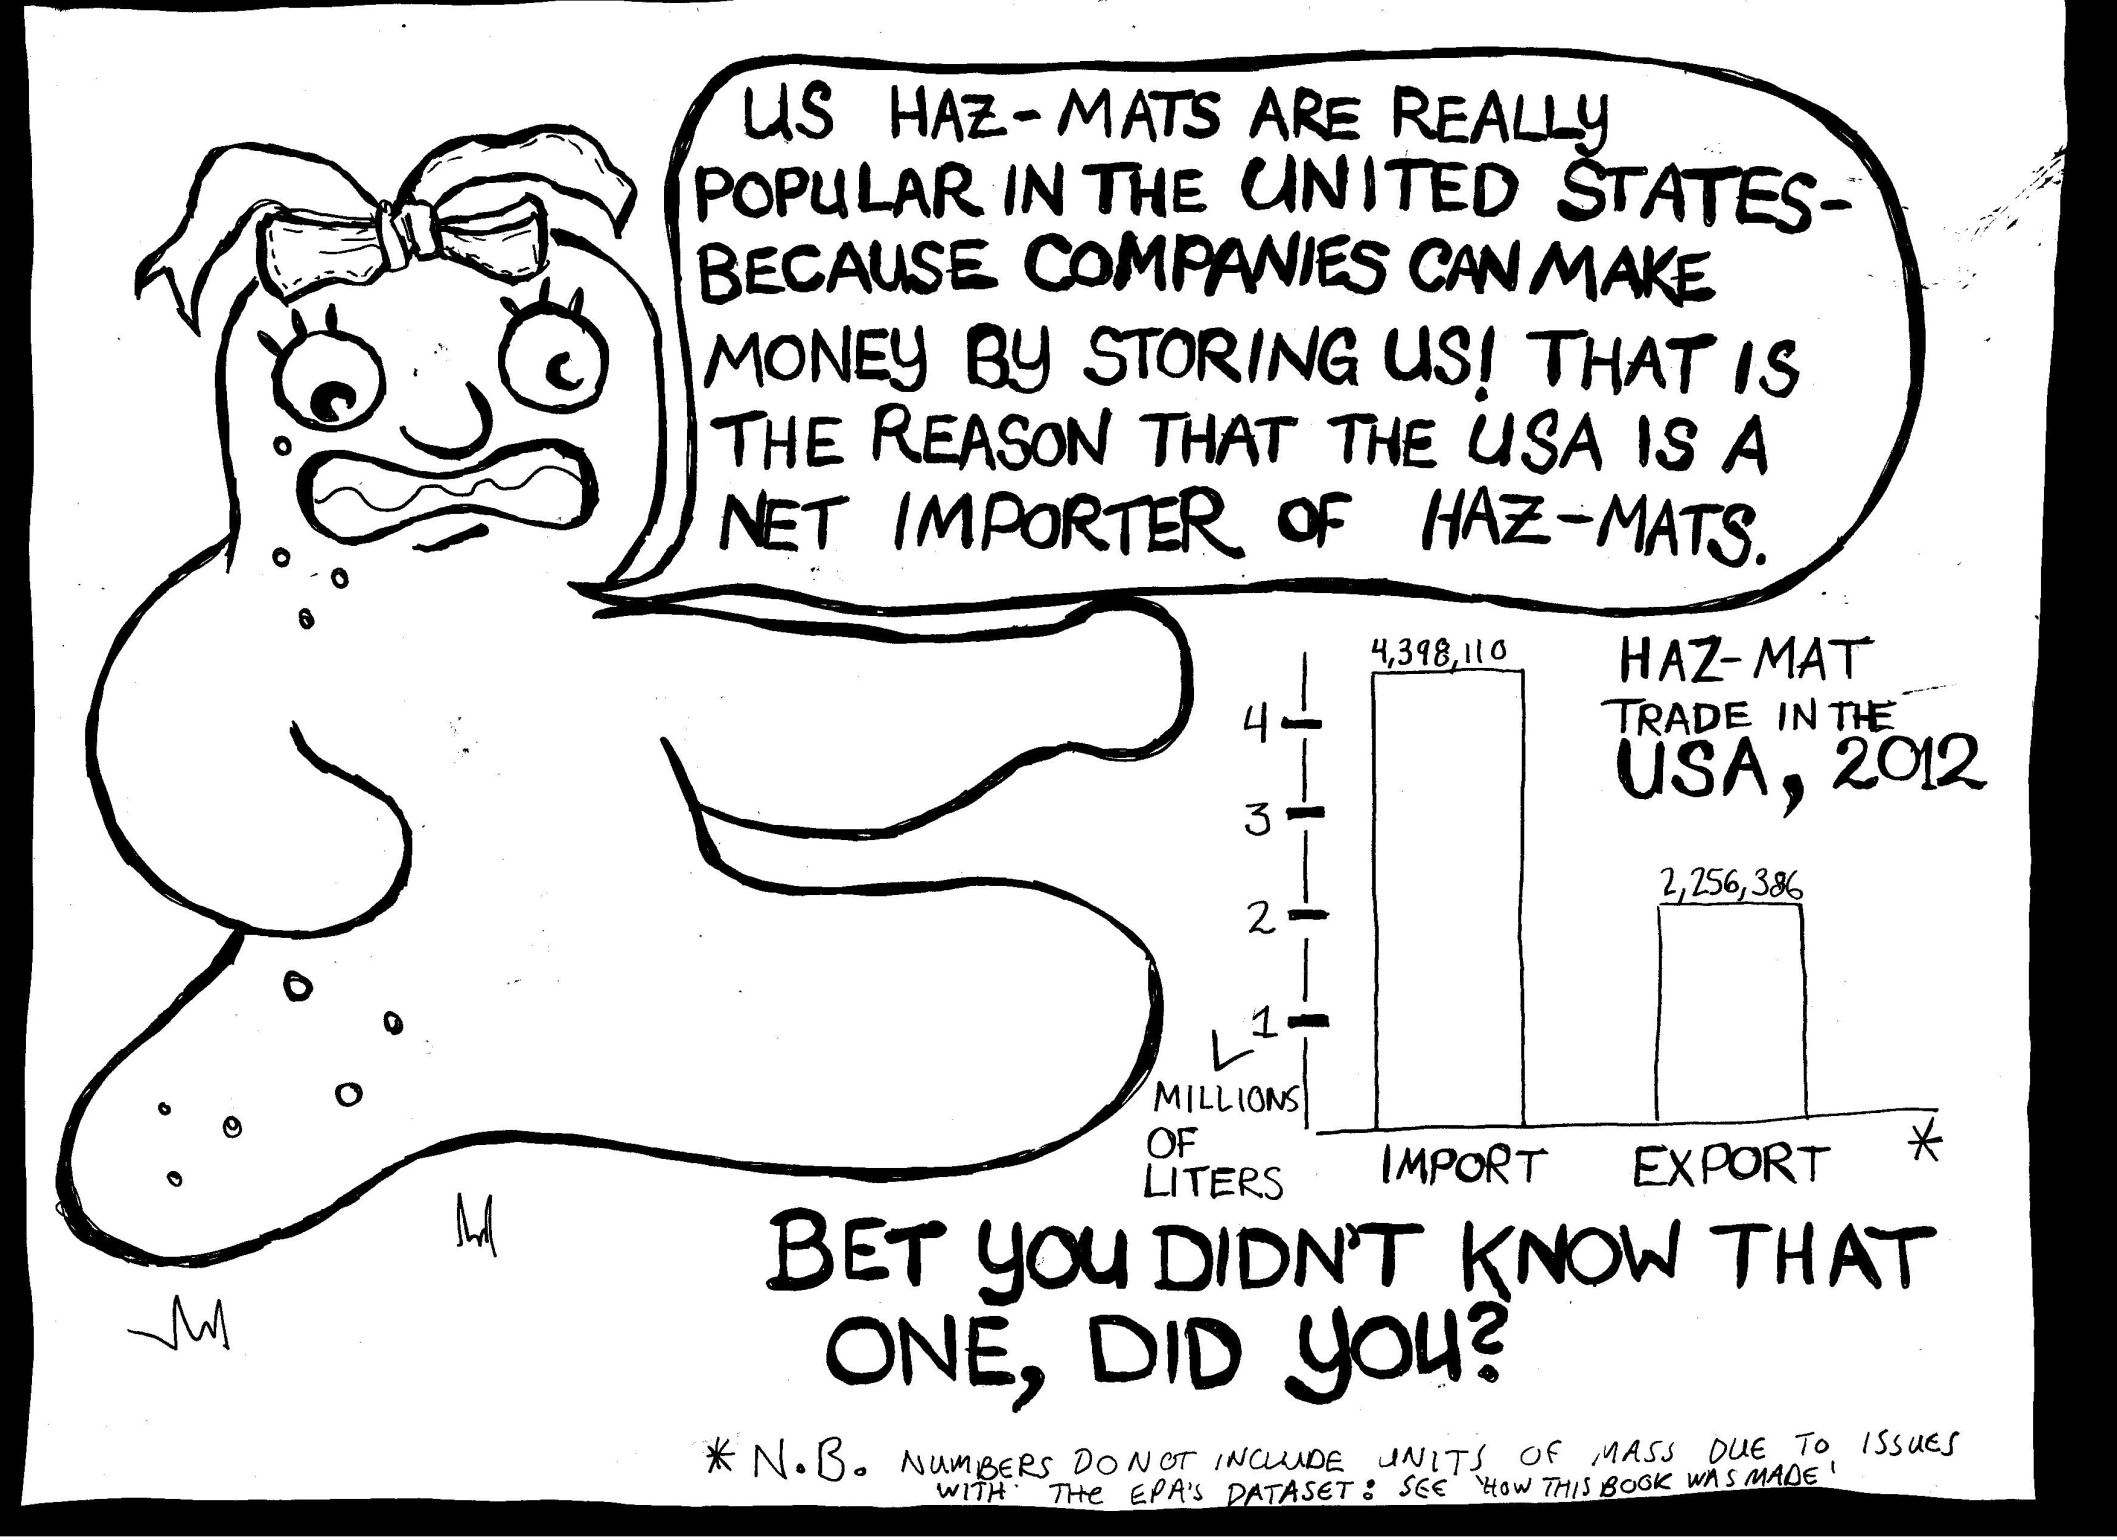 US HAZ-MATS ARE REALLY
POPULAR IN THE UNITED STATES-
BECAUSE COMPANIES CAN MAKE
MONEY BY STORING US! THAT IS
THE REASON THAT THE USA IS A
NET IMPORTER OF HAZ-MATS.
HAZ-MAT
TRADE IN THE
USA, 2012
4,398,110
2,256,386
4
3
2
1
MILLIONS
OF
LITERS
IMPORT
EXPORT
*
BET YOU DIDN'T KNOW THAT
ONE, DID YOU?
* N.B. NUMBERS DO NOT INCLUDE UNITS OF MASS DUE TO ISSUES
WITH THE EPA'S DATASET: SEE 'HOW THIS BOOK WAS MADE'